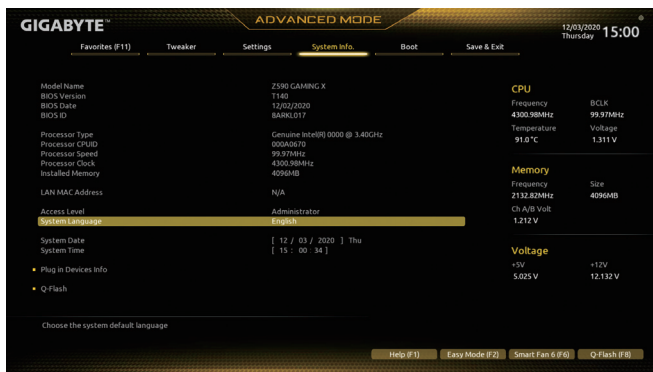 GIGABYTE™
ADVANCED MODE
12/03/2020 Thursday 15:00
Favorites (F11) Tweaker Settings System Info. Boot Save & Exit
Model Name Z590 GAMING X
BIOS Version T140
BIOS Date 12/02/2020
BIOS ID 8ARKL017
Processor Type Genuine Intel(R) 0000 @ 3.40GHz
Processor CPUID 000A0670
Processor Speed 99.97MHz
Processor Clock 4300.98MHz
Installed Memory 4096MB
LAN MAC Address N/A
Access Level Administrator
System Language English
System Date [ 12 / 03 / 2020 ] Thu
System Time [ 15 : 00 : 34 ]
Plug in Devices Info
Q-Flash
CPU
Frequency BCLK
4300.98MHz 99.97MHz
Temperature Voltage
91.0 °C 1.311 V
Memory
Frequency Size
2132.82MHz 4096MB
Ch A/B Volt
1.212 V
Voltage
+5V +12V
5.025 V 12.132 V
Choose the system default language
Help (F1) Easy Mode (F2) Smart Fan 6 (F6) Q-Flash (F8)